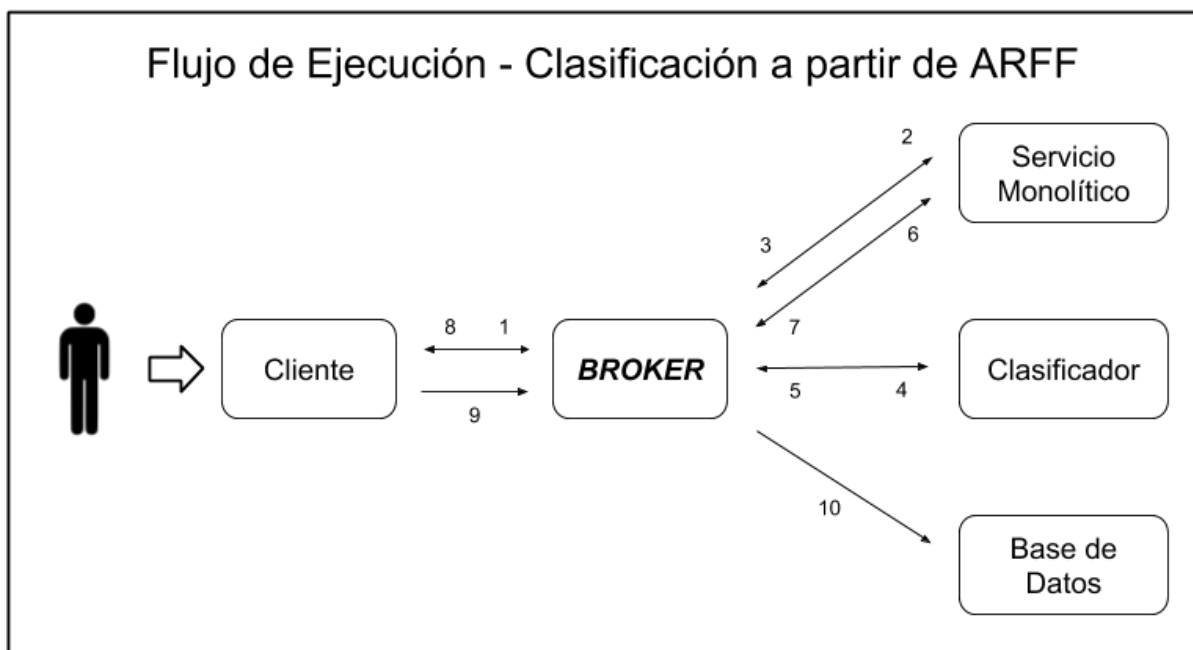 Flujo de Ejecución - Clasificación a partir de ARFF
2
Servicio
Monolítico
3
6
8
1
7
Cliente
BROKER
Clasificador
5
4
9
10
Base de
Datos